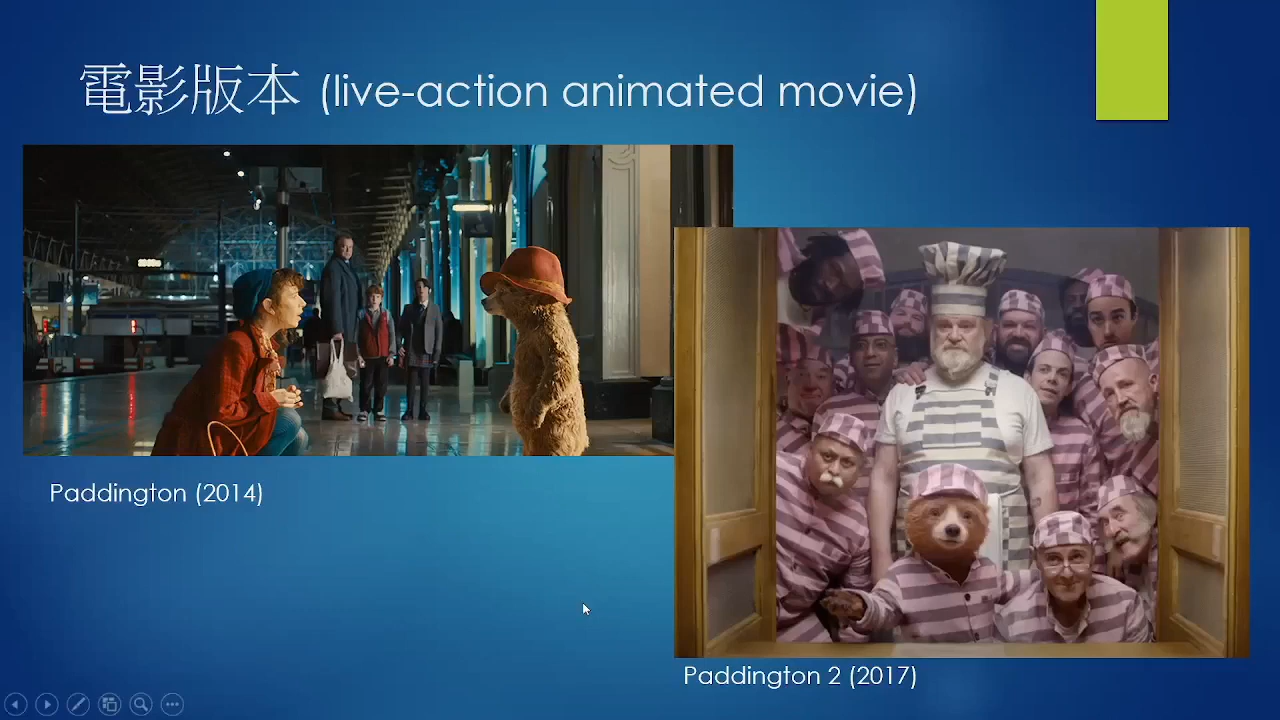 電影版本 (live-action animated movie)
Paddington (2014)
Paddington 2 (2017)